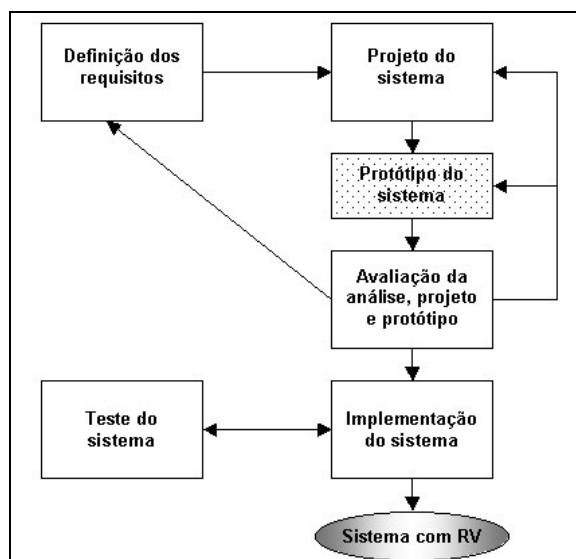 Definição dos
requisitos
Projeto do
sistema
Protótipo do
sistema
Avaliação da
análise, projeto
e protótipo
Teste do
sistema
Implementação
do sistema
Sistema com RV